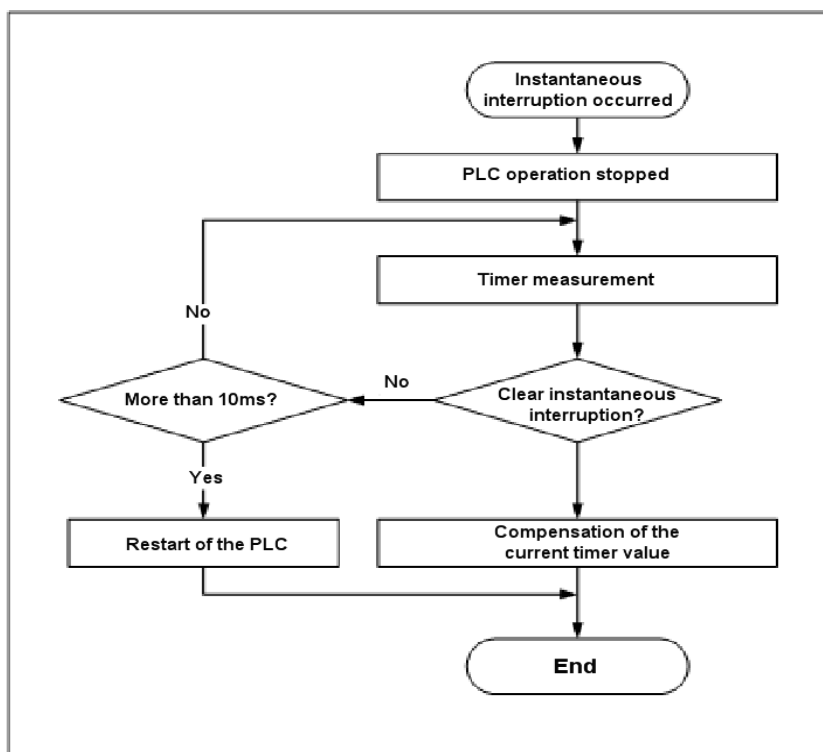 Instantaneous
interruption occurred
PLC operation stopped
Timer measurement
No
More than 10ms?
No
Clear instantaneous
interruption?
Yes
Restart of the PLC
Compensation of the
current timer value
End